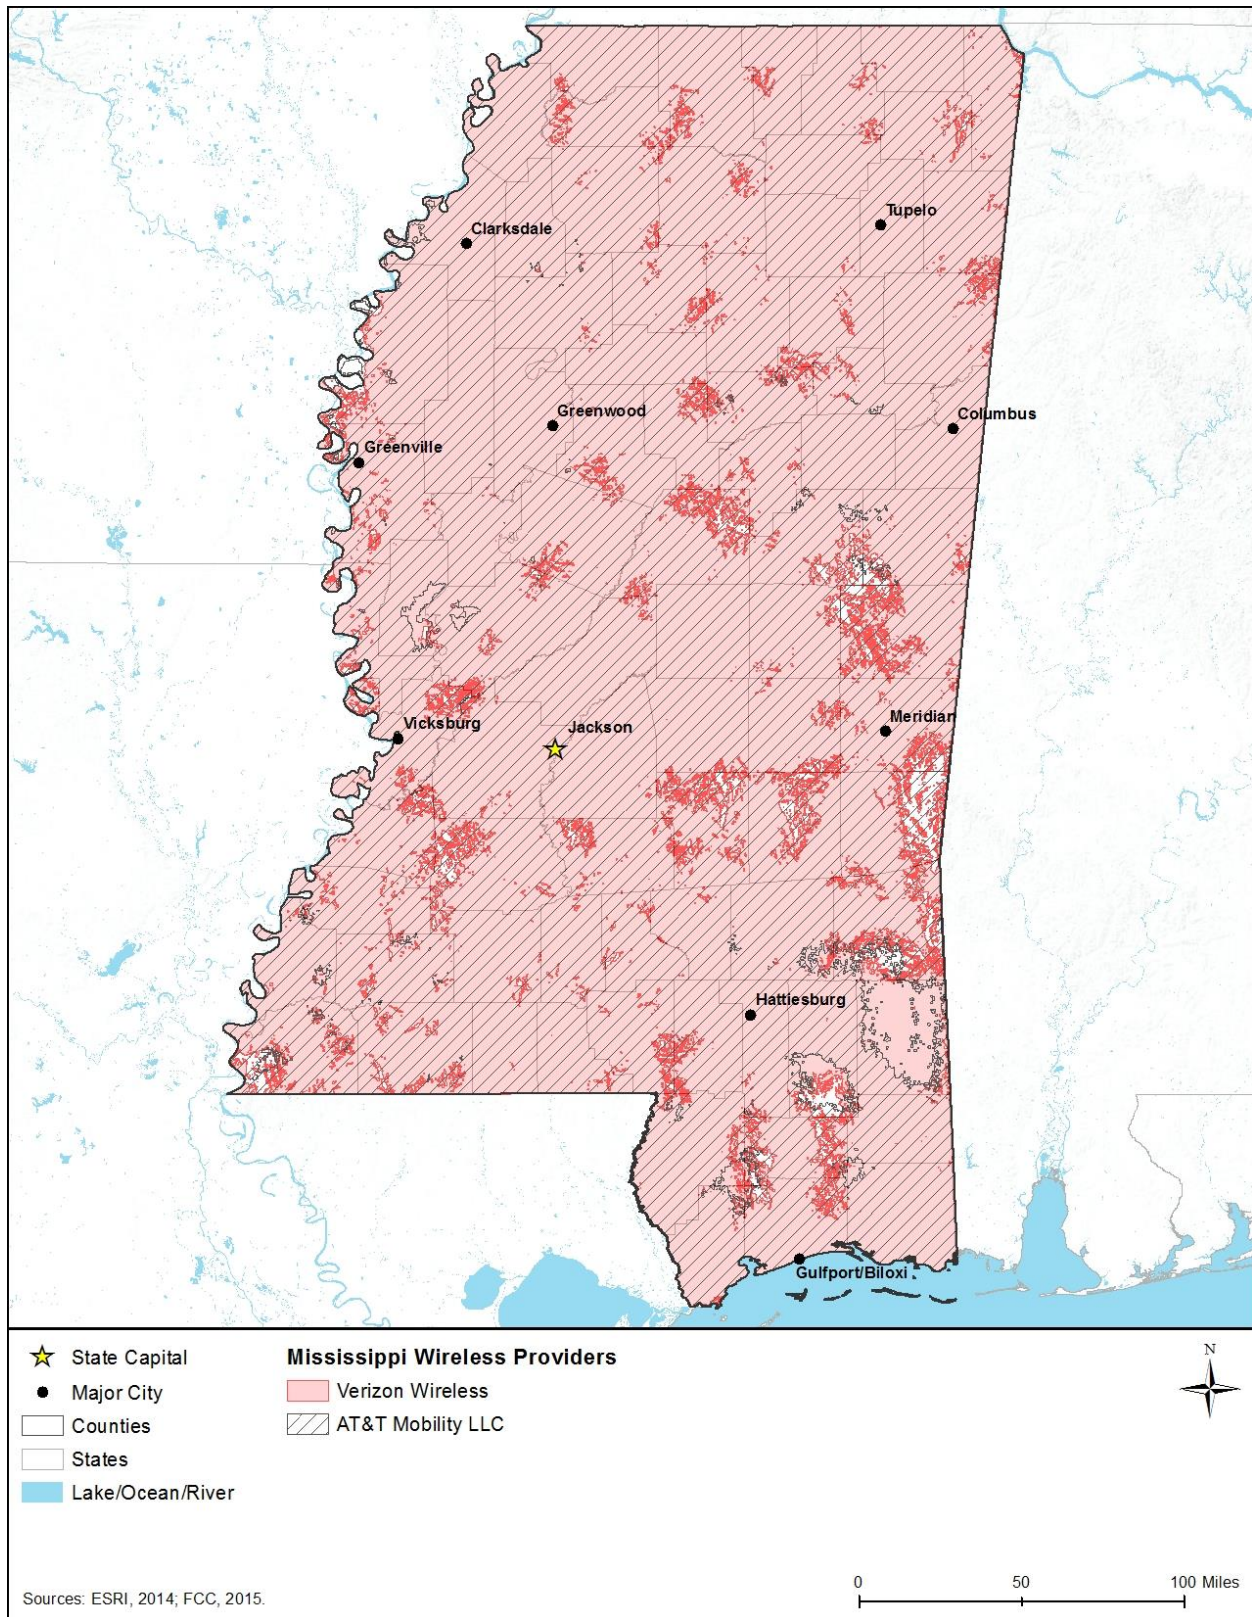 Tupelo
Clarksdale
Greenwood
Columbus
Greenville
Meridian
Vicksburg
Jackson
Hattiesburg
Gulfport/Biloxi
State Capital
Major City
Counties
States
Lake/Ocean/River
Mississippi Wireless Providers
Verizon Wireless
AT&T Mobility LLC
N
0 50 100 Miles
Sources: ESRI, 2014; FCC, 2015.